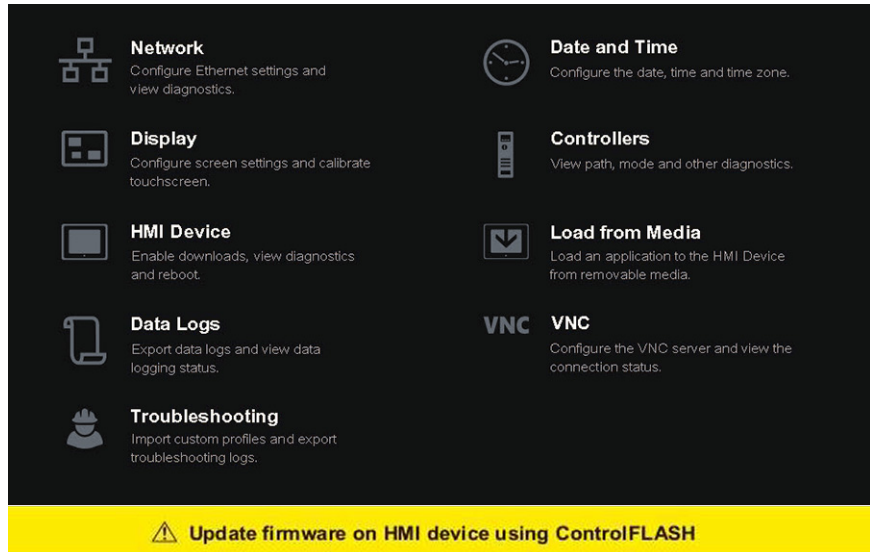 Network
Configure Ethernet settings and
view diagnostics.
Display
Configure screen settings and calibrate
touchscreen.
HMI Device
Enable downloads, view diagnostics
and reboot.
Data Logs
Export data logs and view data
logging status.
Troubleshooting
Import custom profiles and export
troubleshooting logs.
Date and Time
Configure the date, time and time zone.
Controllers
View path, mode and other diagnostics.
Load from Media
Load an application to the HMI Device
from removable media.
VNC
VNC
Configure the VNC server and view the
connection status.
Update firmware on HMI device using ControlFLASH